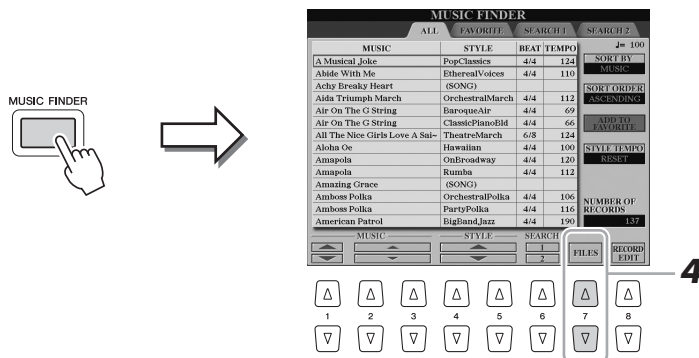 MUSIC FINDER
MUSIC FINDER
ALL FAVORITE SEARCH 1 SEARCH 2
♩= 100
MUSIC STYLE BEAT TEMPO
A Musical Joke PopClassics 4/4 124
Abide With Me EtherealVoices 4/4 110
Achy Breaky Heart (SONG)
Aida Triumph March OrchestralMarch 4/4 112
Air On The G String BaroqueAir 4/4 69
Air On The G String ClassicPianoBld 4/4 66
All The Nice Girls Love A Sai~ TheatreMarch 6/8 124
Aloha Oe Hawaiian 4/4 100
Amapola OnBroadway 4/4 120
Amapola Rumba 4/4 112
Amazing Grace (SONG)
Amboss Polka OrchestralPolka 4/4 106
Amboss Polka PartyPolka 4/4 116
American Patrol BigBandJazz 4/4 190
SORT BY
MUSIC
SORT ORDER
ASCENDING
ADD TO
FAVORITE
STYLE TEMPO
RESET
NUMBER OF
RECORDS
137
MUSIC STYLE SEARCH
1
2
FILES
RECORD
EDIT
4
1 2 3 4 5 6 7 8